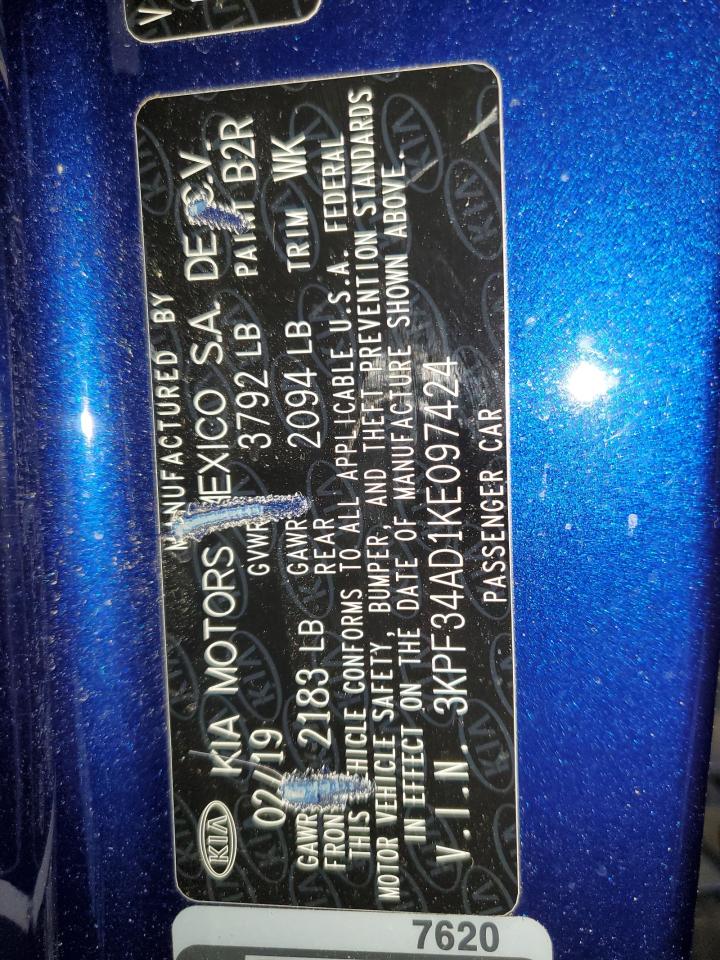 KIA
MANUFACTURED BY
KIA MOTORS MEXICO S.A. DE C.V.
02/19 GVWR 3792 LB PAINT B2R
GAWR 2183 LB GAWR 2094 LB TRIM WK
FRON REAR
THIS VEHICLE CONFORMS TO ALL APPLICABLE U.S.A. FEDERAL
MOTOR VEHICLE SAFETY, BUMPER, AND THEFT PREVENTION STANDARDS
IN EFFECT ON THE DATE OF MANUFACTURE SHOWN ABOVE.
V.I.N. 3KPF34AD1KE097424
PASSENGER CAR
7620